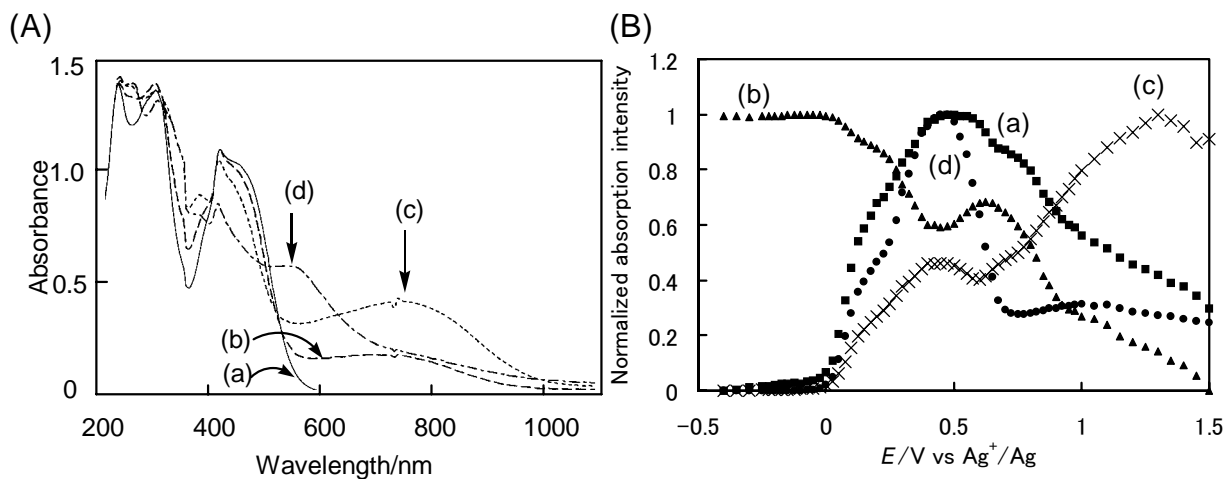 (A)
1.5
1.0
0.5
0
Absorbance
200 400 600 800 1000
Wavelength/nm
(d)
(c)
(b)
(a)
(B)
1.2
1
0.8
0.6
0.4
0.2
0
Normalized absorption intensity
−0.5 0 0.5 1 1.5
E/V vs Ag+/Ag
(b)
(c)
(a)
(d)